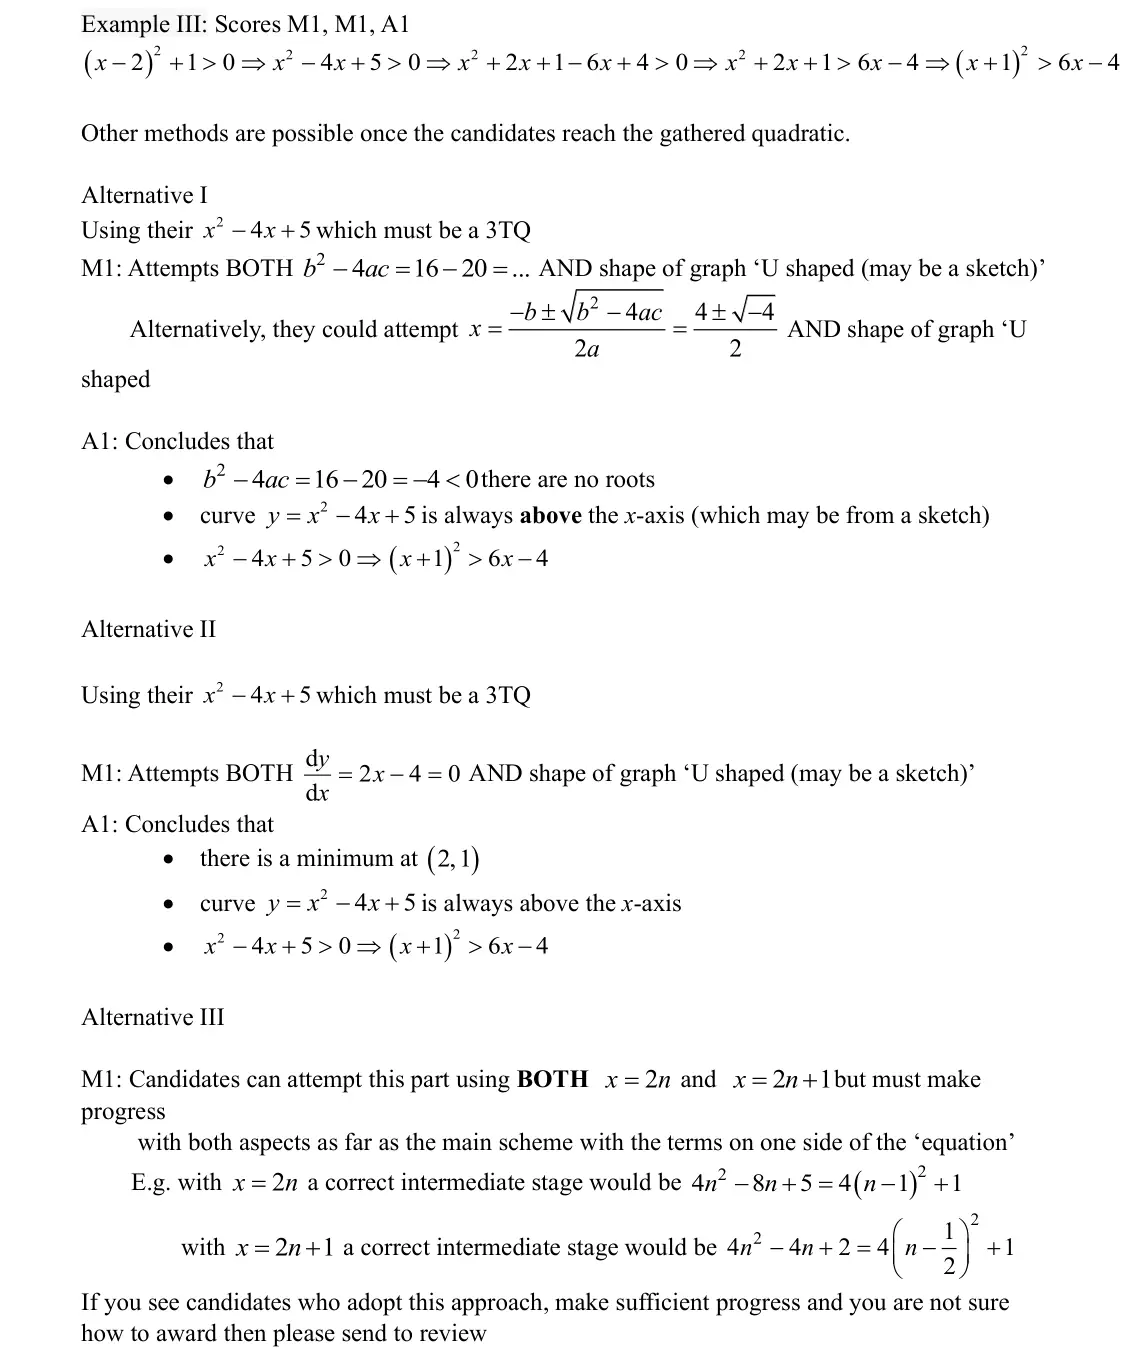 Example III: Scores M1, M1, A1
(x − 2)² + 1 > 0 ⇒ x² − 4x + 5 > 0 ⇒ x² + 2x + 1 − 6x + 4 > 0 ⇒ x² + 2x + 1 > 6x − 4 ⇒ (x + 1)² > 6x − 4
Other methods are possible once the candidates reach the gathered quadratic.
Alternative I
Using their x² − 4x + 5 which must be a 3TQ
M1: Attempts BOTH b² − 4ac = 16 − 20 = ... AND shape of graph ‘U shaped (may be a sketch)’
Alternatively, they could attempt x = (−b ± √(b² − 4ac))/2a = (4 ± √−4)/2 AND shape of graph ‘U
shaped
A1: Concludes that
• b² − 4ac = 16 − 20 = −4 < 0 there are no roots
• curve y = x² − 4x + 5 is always above the x-axis (which may be from a sketch)
• x² − 4x + 5 > 0 ⇒ (x + 1)² > 6x − 4
Alternative II
Using their x² − 4x + 5 which must be a 3TQ
M1: Attempts BOTH dy/dx = 2x − 4 = 0 AND shape of graph ‘U shaped (may be a sketch)’
A1: Concludes that
• there is a minimum at (2, 1)
• curve y = x² − 4x + 5 is always above the x-axis
• x² − 4x + 5 > 0 ⇒ (x + 1)² > 6x − 4
Alternative III
M1: Candidates can attempt this part using BOTH x = 2n and x = 2n + 1 but must make
progress
with both aspects as far as the main scheme with the terms on one side of the ‘equation’
E.g. with x = 2n a correct intermediate stage would be 4n² − 8n + 5 = 4(n − 1)² + 1
with x = 2n + 1 a correct intermediate stage would be 4n² − 4n + 2 = 4(n − 1/2)² + 1
If you see candidates who adopt this approach, make sufficient progress and you are not sure
how to award then please send to review